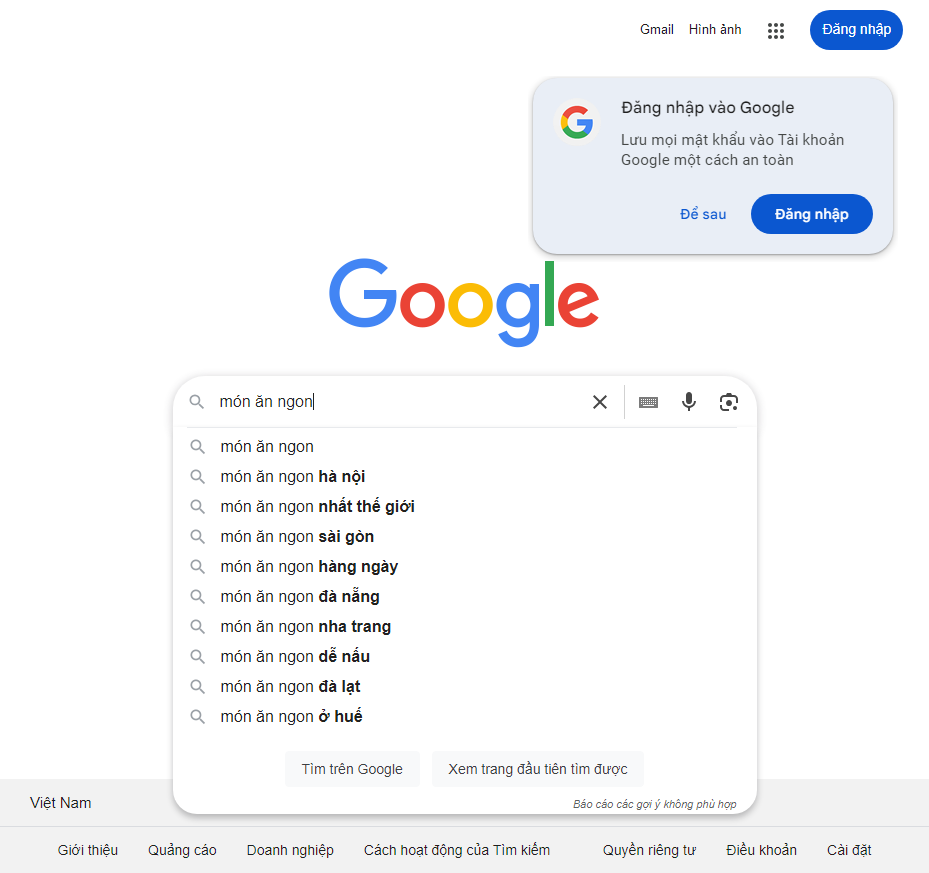 Gmail Hình ảnh Đăng nhập
Đăng nhập vào Google
Lưu mọi mật khẩu vào Tài khoản
Google một cách an toàn
Để sau Đăng nhập
Google
món ăn ngon
món ăn ngon
món ăn ngon hà nội
món ăn ngon nhất thế giới
món ăn ngon sài gòn
món ăn ngon hàng ngày
món ăn ngon đà nẵng
món ăn ngon nha trang
món ăn ngon dễ nấu
món ăn ngon đà lạt
món ăn ngon ở huế
Tìm trên Google Xem trang đầu tiên tìm được
Báo cáo các gợi ý không phù hợp
Việt Nam
Giới thiệu Quảng cáo Doanh nghiệp Cách hoạt động của Tìm kiếm Quyền riêng tư Điều khoản Cài đặt